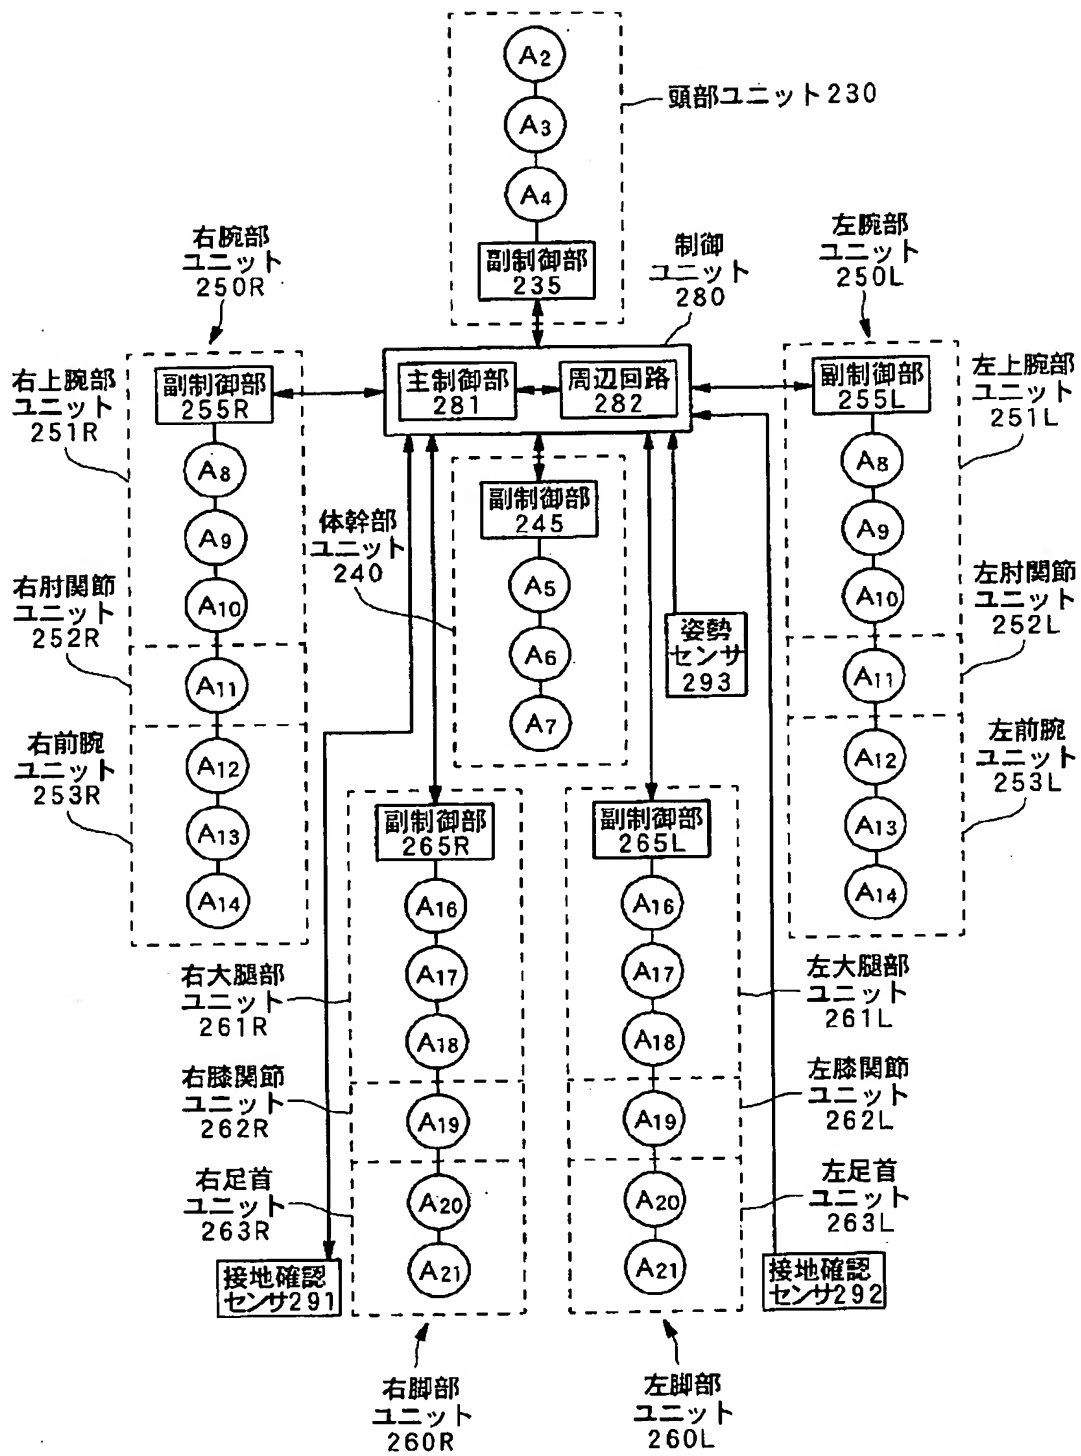 A2
A3
A4
頭部ユニット230
副制御部
235
右腕部
ユニット
250R
制御
ユニット
280
左腕部
ユニット
250L
主制御部
281
周辺回路
282
右上腕部
ユニット
251R
副制御部
255R
A8
A9
A10
右肘関節
ユニット
252R
A11
右前腕
ユニット
253R
A12
A13
A14
体幹部
ユニット
240
副制御部
245
A5
A6
A7
姿勢
センサ
293
副制御部
255L
左上腕部
ユニット
251L
A8
A9
A10
左肘関節
ユニット
252L
A11
左前腕
ユニット
253L
A12
A13
A14
副制御部
265R
A16
A17
A18
右大腿部
ユニット
261R
右膝関節
ユニット
262R
A19
右足首
ユニット
263R
A20
A21
接地確認
センサ291
副制御部
265L
A16
A17
A18
左大腿部
ユニット
261L
左膝関節
ユニット
262L
A19
左足首
ユニット
263L
A20
A21
接地確認
センサ292
右脚部
ユニット
260R
左脚部
ユニット
260L